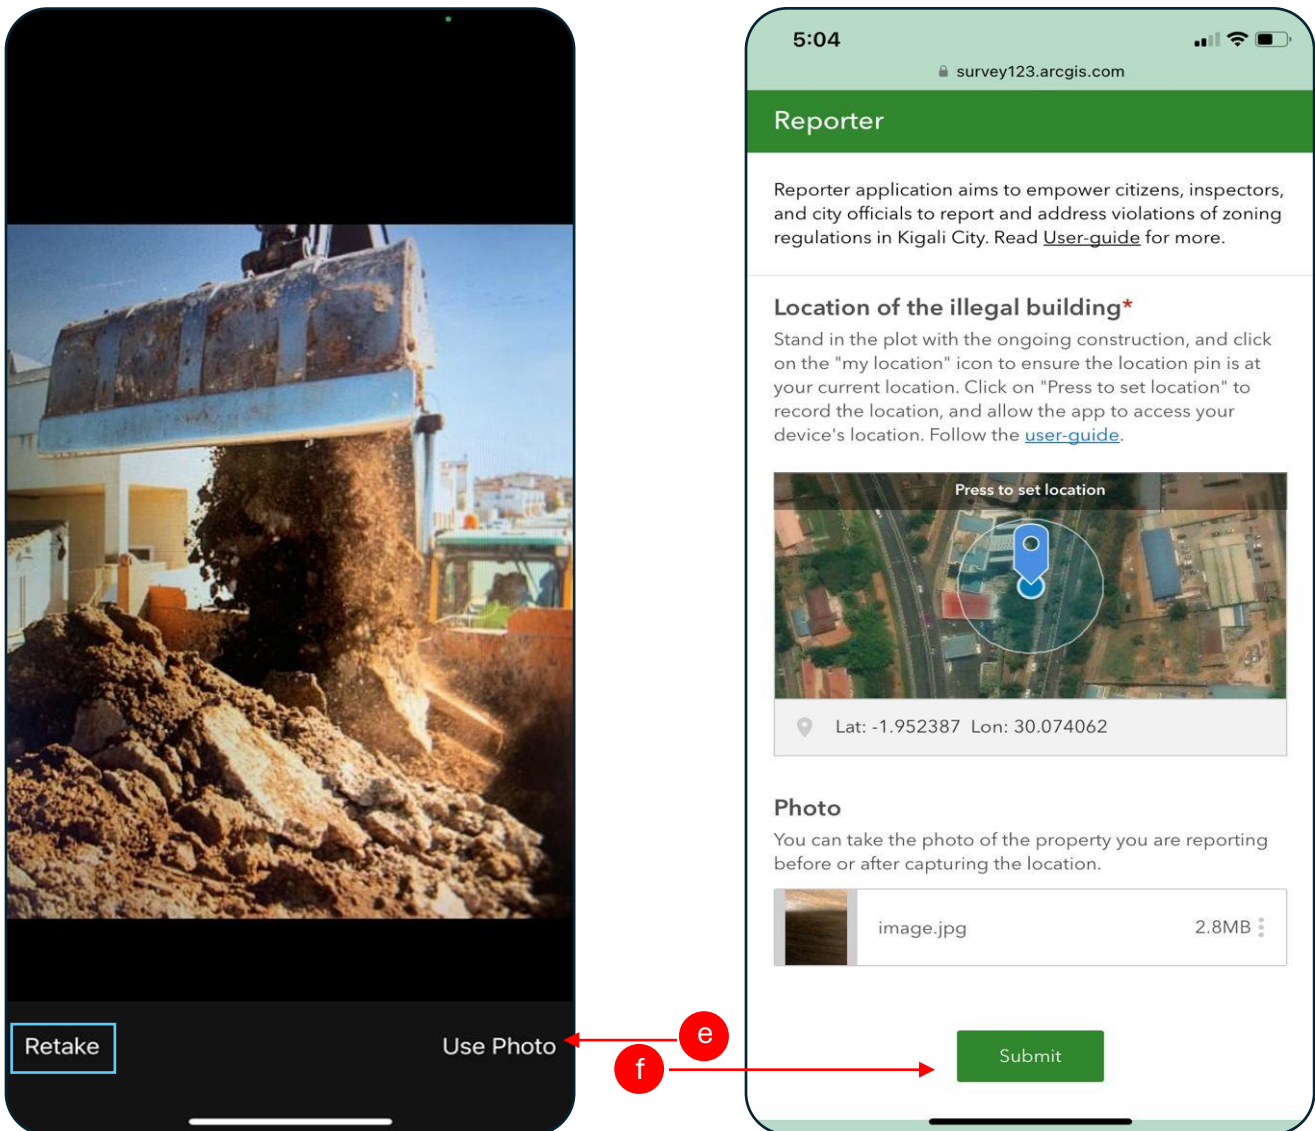 Retake
Use Photo
e
f
5:04
survey123.arcgis.com
Reporter
Reporter application aims to empower citizens, inspectors,
and city officials to report and address violations of zoning
regulations in Kigali City. Read User-guide for more.
Location of the illegal building*
Stand in the plot with the ongoing construction, and click
on the "my location" icon to ensure the location pin is at
your current location. Click on "Press to set location" to
record the location, and allow the app to access your
device's location. Follow the user-guide.
Press to set location
Lat: -1.952387 Lon: 30.074062
Photo
You can take the photo of the property you are reporting
before or after capturing the location.
image.jpg 2.8MB
Submit